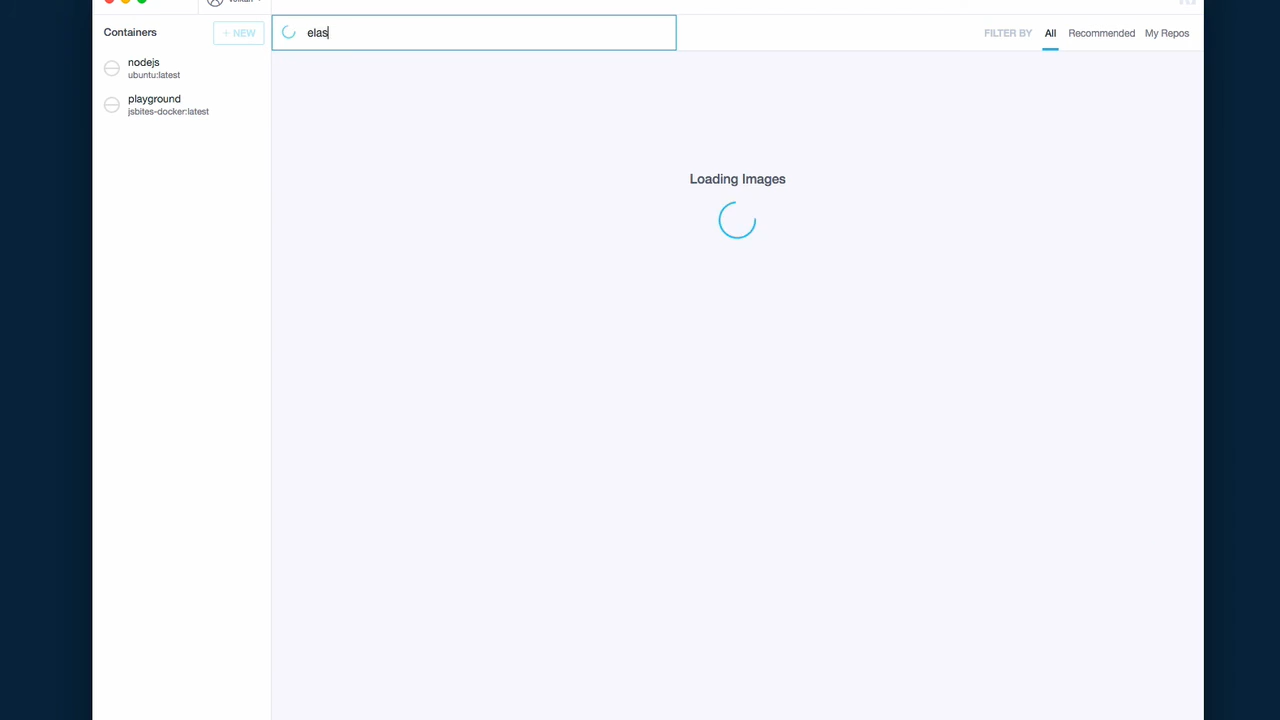 Containers
+ NEW
elas
FILTER BY
All
Recommended
My Repos
nodejs
ubuntu:latest
playground
jsbites-docker:latest
Loading Images